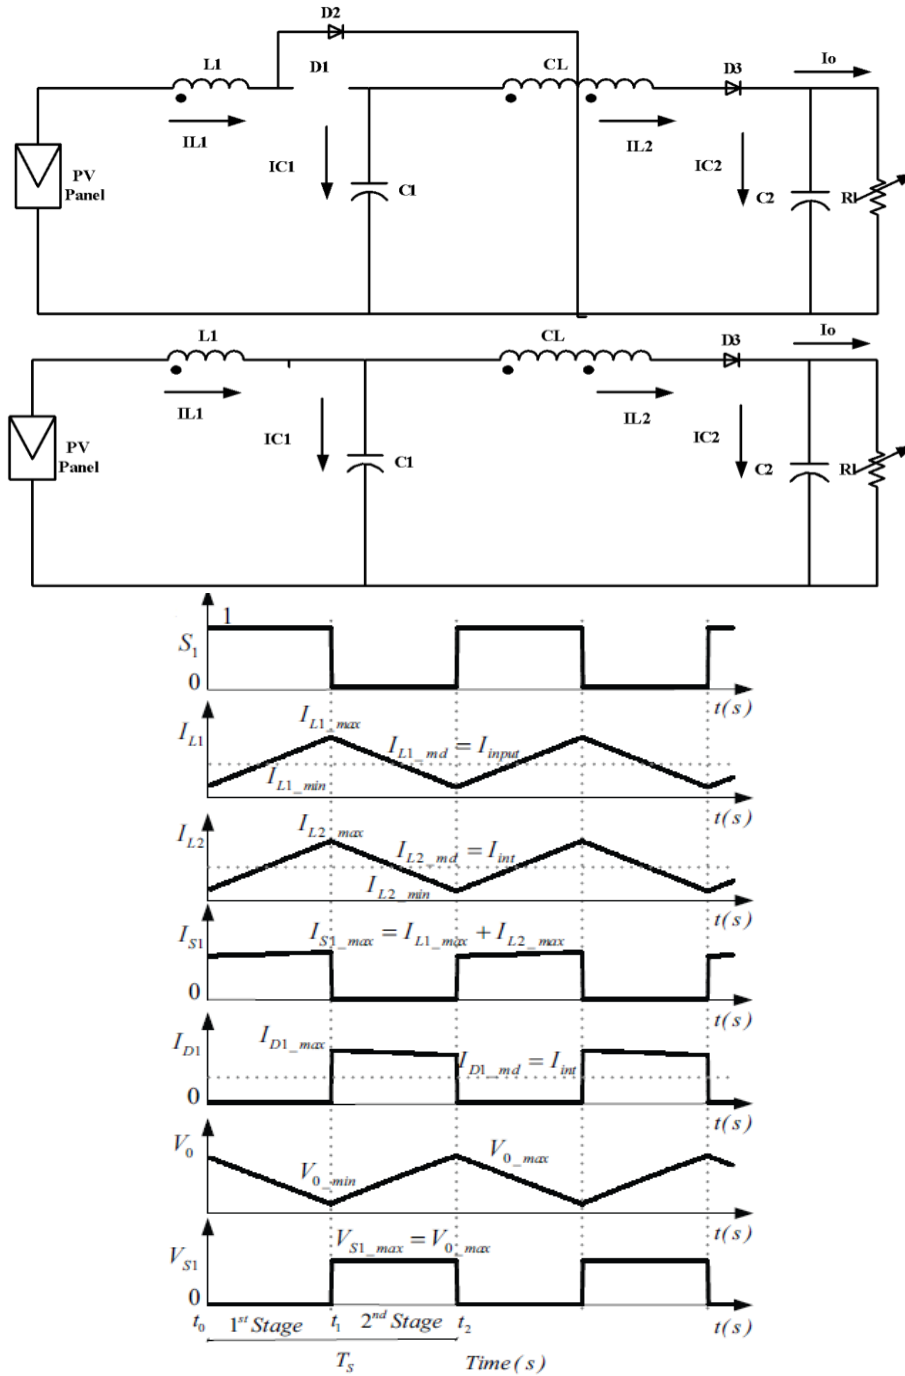 D2
L1
D1
CL
D3
Io
IL1
IC1
IL2
IC2
PV
Panel
C1
C2
Rl
L1
CL
D3
Io
IL1
IC1
IL2
IC2
PV
Panel
C1
C2
Rl
1
S1
0
t(s)
IL1_max
IL1
IL1_md = Iinput
IL1_min
t(s)
IL2_max
IL2
IL2_md = Iint
IL2_min
t(s)
IS1
IS1_max = IL1_max + IL2_max
0
t(s)
ID1
ID1_max
ID1_md = Iint
0
t(s)
V0
V0_max
V0_min
t(s)
VS1_max = V0_max
VS1
0
t0 1st Stage t1 2nd Stage t2 t(s)
TS Time(s)